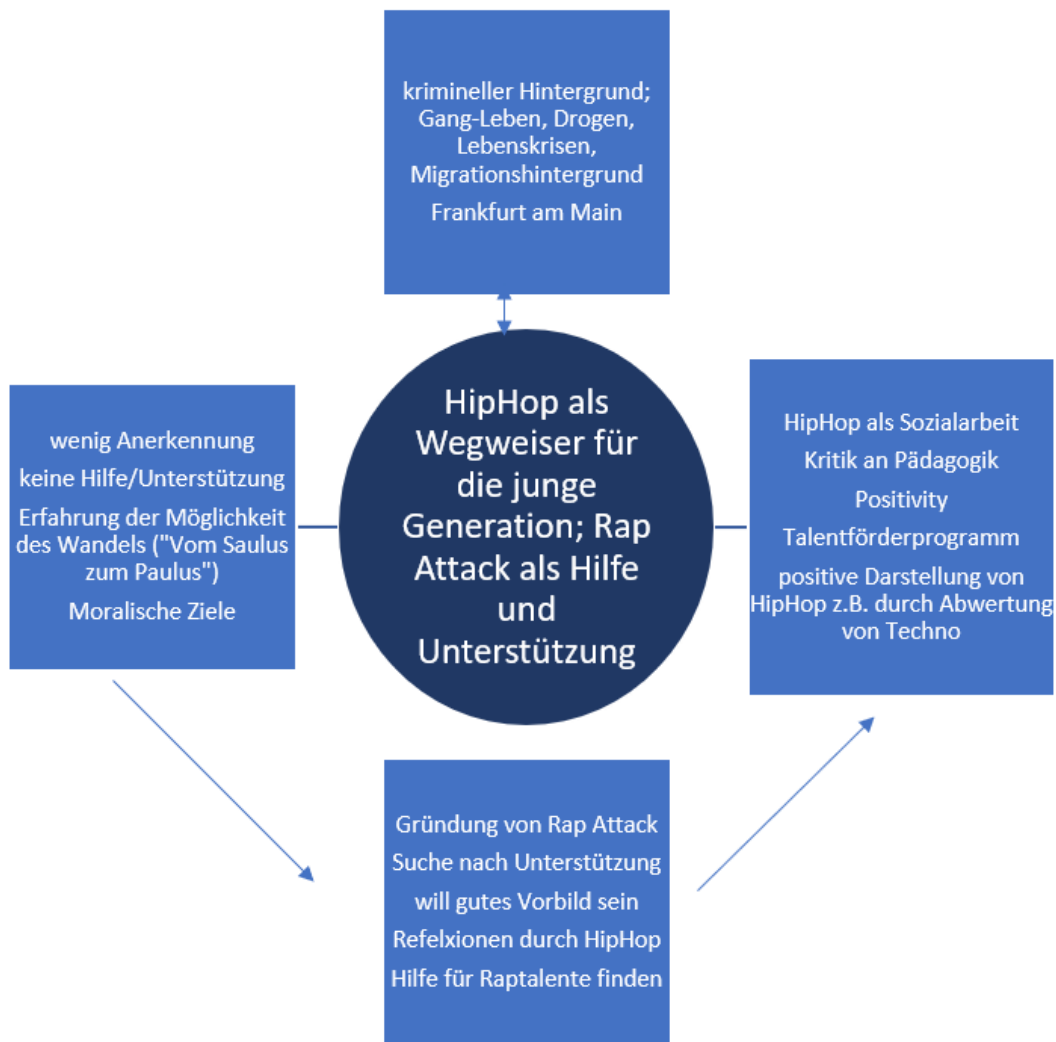 krimineller Hintergrund;
Gang-Leben, Drogen,
Lebenskrisen,
Migrationshintergrund
Frankfurt am Main
HipHop als
Wegweiser für
die junge
Generation; Rap
Attack als Hilfe
und
Unterstützung
wenig Anerkennung
keine Hilfe/Unterstützung
Erfahrung der Möglichkeit
des Wandels ("Vom Saulus
zum Paulus")
Moralische Ziele
HipHop als Sozialarbeit
Kritik an Pädagogik
Positivity
Talentförderprogramm
positive Darstellung von
HipHop z.B. durch Abwertung
von Techno
Gründung von Rap Attack
Suche nach Unterstützung
will gutes Vorbild sein
Refelxionen durch HipHop
Hilfe für Raptalente finden